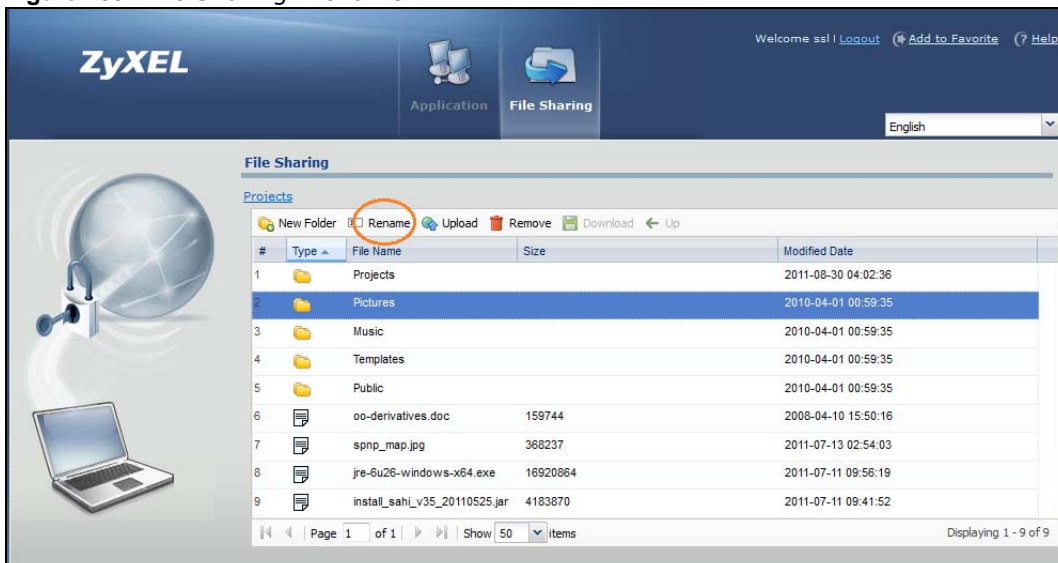 ZyXEL
Welcome ssl | Logout Add to Favorite ? Help
Application
File Sharing
English
File Sharing
Projects
New Folder Rename Upload Remove Download Up
# Type File Name Size Modified Date
1 Projects 2011-08-30 04:02:36
2 Pictures 2010-04-01 00:59:35
3 Music 2010-04-01 00:59:35
4 Templates 2010-04-01 00:59:35
5 Public 2010-04-01 00:59:35
6 oo-derivatives.doc 159744 2008-04-10 15:50:16
7 spnp_map.jpg 368237 2011-07-13 02:54:03
8 jre-6u26-windows-x64.exe 16920864 2011-07-11 09:56:19
9 install_sahi_v35_20110525.jar 4183870 2011-07-11 09:41:52
Page 1 of 1 Show 50 items Displaying 1 - 9 of 9